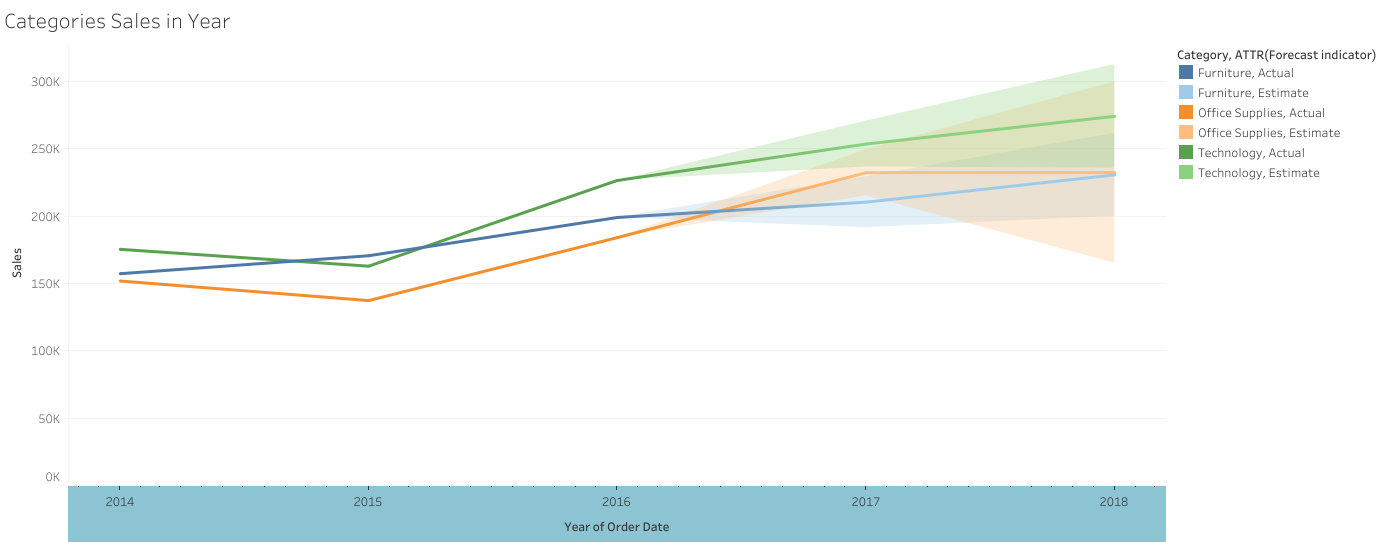 Categories Sales in Year
Category, ATTR(Forecast indicator)
Furniture, Actual
Furniture, Estimate
Office Supplies, Actual
Office Supplies, Estimate
Technology, Actual
Technology, Estimate
Sales
300K
250K
200K
150K
100K
50K
0K
2014 2015 2016 2017 2018
Year of Order Date